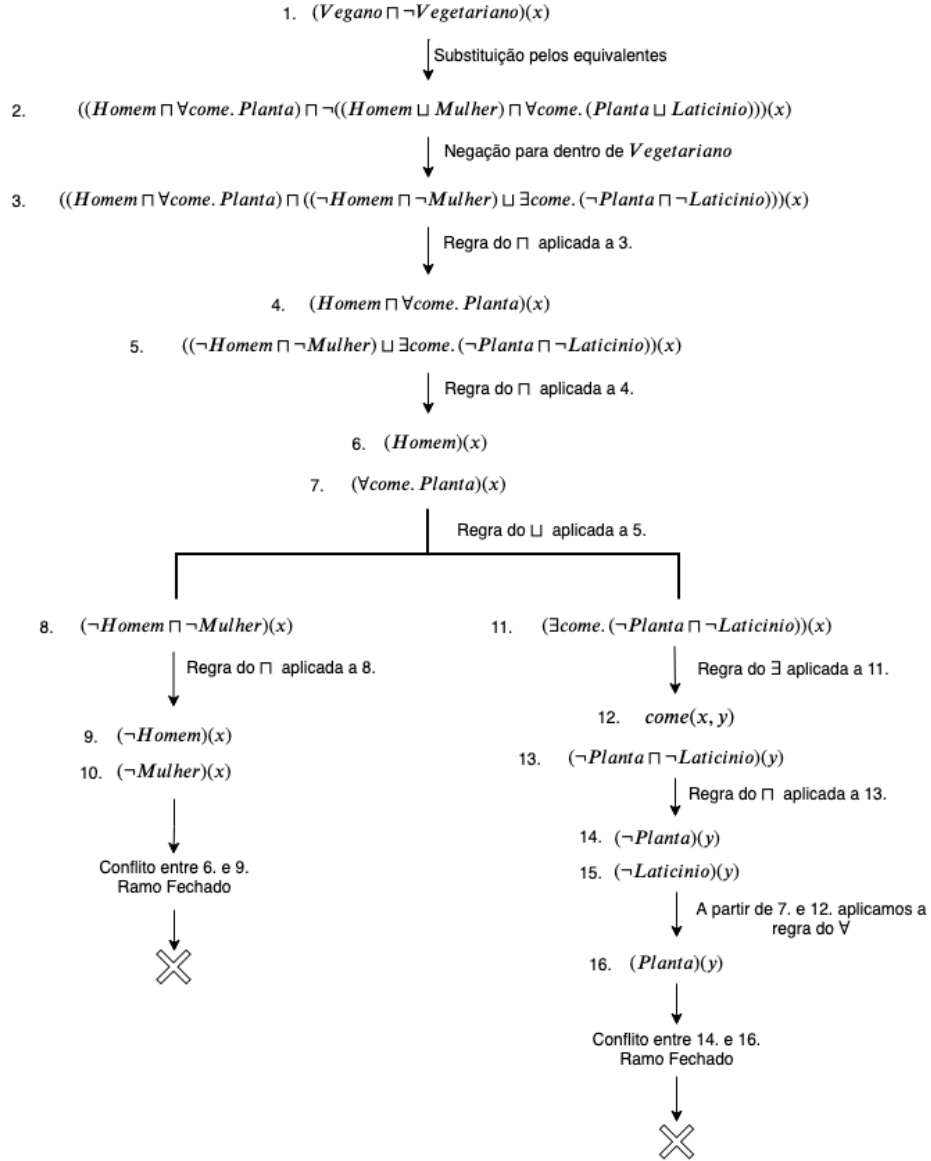 1. (Vegano ⊓ ¬Vegetariano)(x)
Substituição pelos equivalentes
2. ((Homem ⊓ ∀come. Planta) ⊓ ¬((Homem ⊔ Mulher) ⊓ ∀come. (Planta ⊔ Laticinio)))(x)
Negação para dentro de Vegetariano
3. ((Homem ⊓ ∀come. Planta) ⊓ ((¬Homem ⊓ ¬Mulher) ⊔ ∃come. (¬Planta ⊓ ¬Laticinio)))(x)
Regra do ⊓ aplicada a 3.
4. (Homem ⊓ ∀come. Planta)(x)
5. ((¬Homem ⊓ ¬Mulher) ⊔ ∃come. (¬Planta ⊓ ¬Laticinio))(x)
Regra do ⊓ aplicada a 4.
6. (Homem)(x)
7. (∀come. Planta)(x)
Regra do ⊔ aplicada a 5.
8. (¬Homem ⊓ ¬Mulher)(x)
Regra do ⊓ aplicada a 8.
9. (¬Homem)(x)
10. (¬Mulher)(x)
Conflito entre 6. e 9.
Ramo Fechado
11. (∃come. (¬Planta ⊓ ¬Laticinio))(x)
Regra do ∃ aplicada a 11.
12. come(x, y)
13. (¬Planta ⊓ ¬Laticinio)(y)
Regra do ⊓ aplicada a 13.
14. (¬Planta)(y)
15. (¬Laticinio)(y)
A partir de 7. e 12. aplicamos a
regra do ∀
16. (Planta)(y)
Conflito entre 14. e 16.
Ramo Fechado